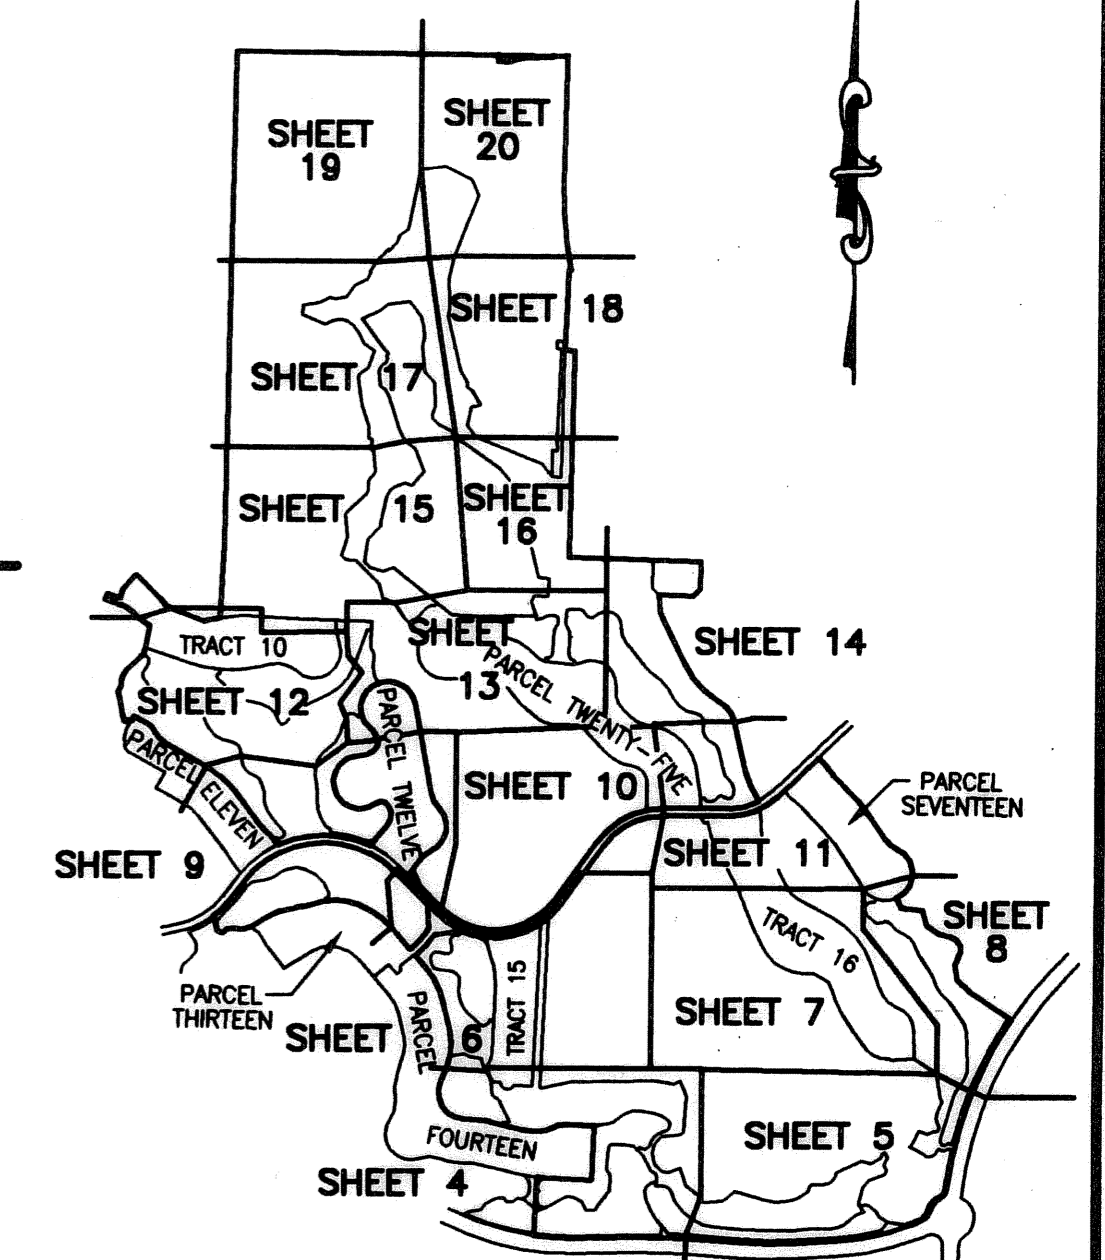 SHEET
19
SHEET
20
SHEET 18
SHEET 17
SHEET 15
SHEET
16
SHEET
13
SHEET 14
TRACT 10
SHEET 12
PARCEL TWENTY-FIVE
PARCEL TWELVE
PARCEL ELEVEN
SHEET 10
PARCEL
SEVENTEEN
SHEET 9
SHEET 11
SHEET
8
TRACT 16
TRACT 15
PARCEL
THIRTEEN
SHEET 6
SHEET 7
PARCEL
FOURTEEN
SHEET 5
SHEET 4